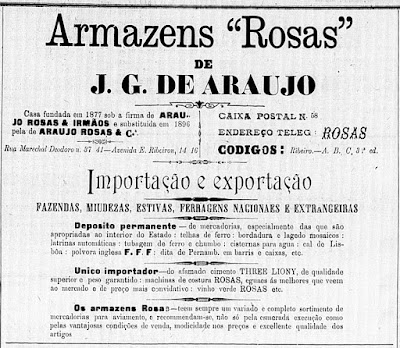 Armazens "Rosas"
DE
J. G. DE ARAUJO
Casa fundada em 1877 sob a firma de ARAU-
JO ROSAS & IRMÃOS e substituida em 1896
pela de ARAUJO ROSAS & C.ª
Rua Marechal Deodoro n. 37 41—Avenida E. Ribeiron, 14 16
CAIXA POSTAL N. 58
ENDEREÇO TELEG: ROSAS
CODIGOS: Ribeiro.—A. B, C, 5.ª ed.
Importação e exportação
FAZENDAS, MIUDEZAS, ESTIVAS, FERRAGENS NACIONAES E EXTRANGEIRAS
Deposito permanente—de mercadorias, especialmente das que são
apropriadas ao interior do Estado: telhas de ferro: bordadura e lagedo mosaicos:
latrinas automáticas: tubagem de ferro e chumbo: cisternas para agua: cal de Lis-
bôa: polvora inglesa F. F. F: dita de Pernamb. em barris e caixas, etc.
Unico importador—do afamado cimento THREE LIONY, de qualidade
superior e peso garantido: machinas de costura ROSAS, eguaes ás melhores que veem
ao mercado e de preço mais convidativo: vinho verde ROSAS etc.
Os armazens Rosas—teem sempre um variado e completo sortimento de
mercadorias para aviamento, e recommendam-se, não só pela esmerada execução como
pelas vantajosas condições de venda, modicidade nos preços e excellente qualidade dos
artigos